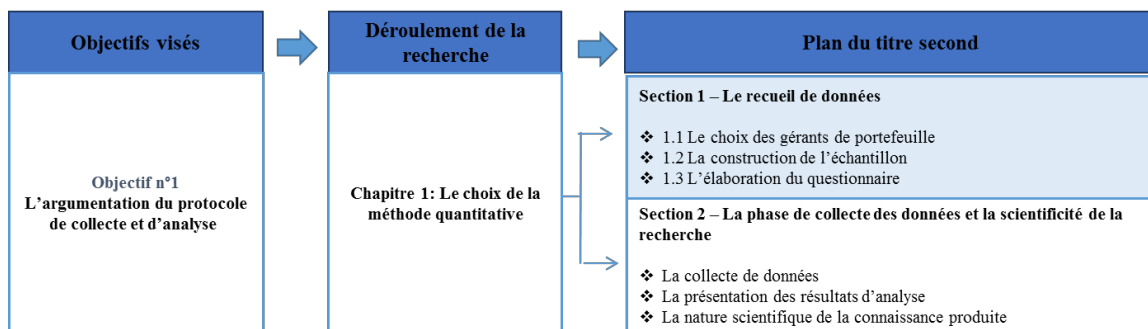 Objectifs visés
Déroulement de la
recherche
Plan du titre second
Objectif n°1
L'argumentation du protocole
de collecte et d'analyse
Chapitre 1: Le choix de la
méthode quantitative
Section 1 – Le recueil de données
❖ 1.1 Le choix des gérants de portefeuille
❖ 1.2 La construction de l'échantillon
❖ 1.3 L'élaboration du questionnaire
Section 2 – La phase de collecte des données et la scientificité de la
recherche
❖ La collecte de données
❖ La présentation des résultats d'analyse
❖ La nature scientifique de la connaissance produite